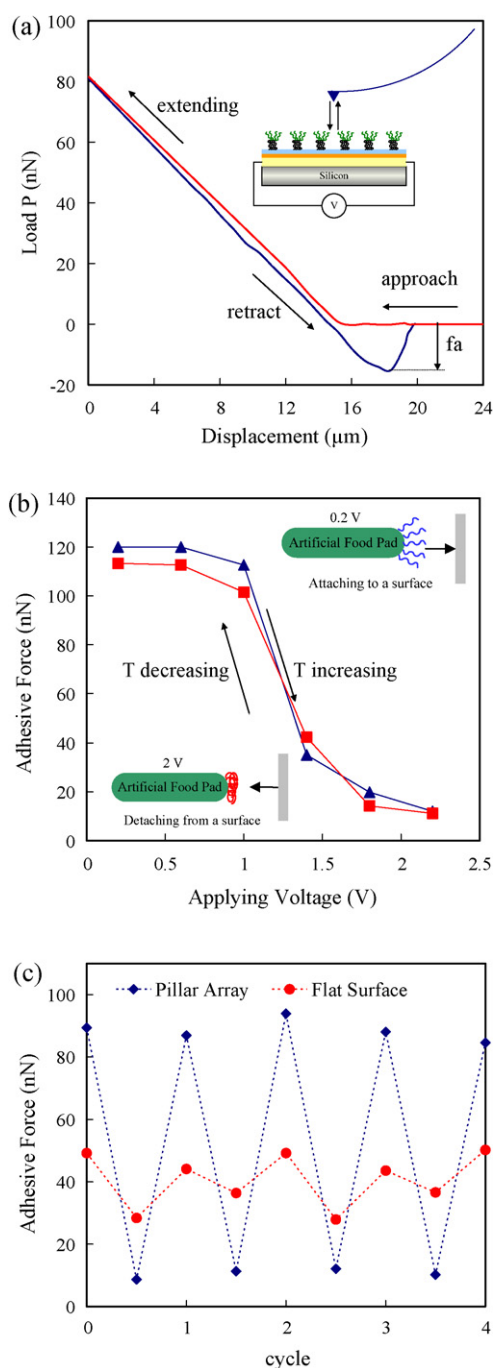 (a)
100
80
60
40
20
0
-20
Load P (nN)
extending
Silicon
V
approach
retract
fa
0
4
8
12
16
20
24
Displacement (μm)
(b)
140
120
100
80
60
40
20
0
Adhesive Force (nN)
0.2 V
Artificial Food Pad
Attaching to a surface
T decreasing
T increasing
2 V
Artificial Food Pad
Detaching from a surface
0
0.5
1
1.5
2
2.5
Applying Voltage (V)
(c)
100
80
60
40
20
0
Adhesive Force (nN)
Pillar Array
Flat Surface
0
1
2
3
4
cycle